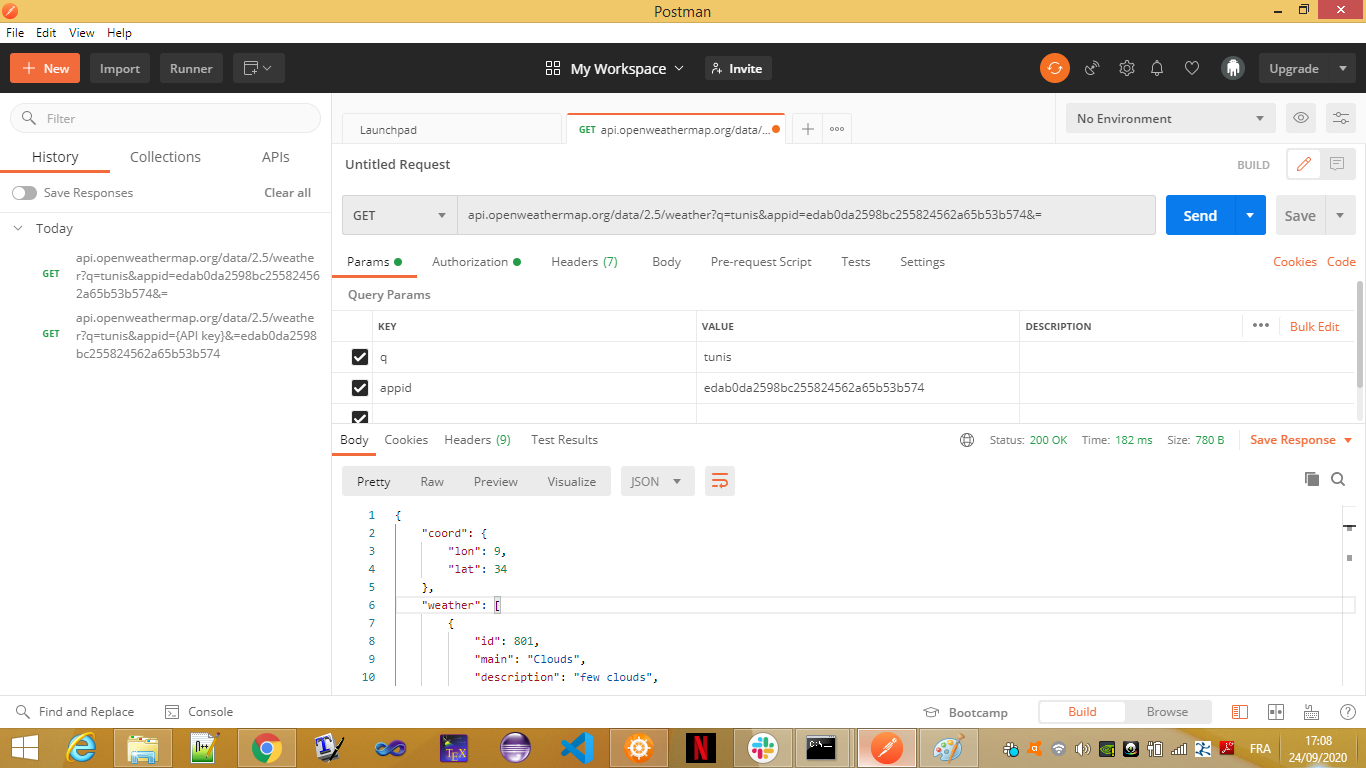 Postman
File Edit View Help
New Import Runner My Workspace Invite Upgrade
Filter
Launchpad GET api.openweathermap.org/data/... No Environment
History Collections APIs
Untitled Request BUILD
Save Responses Clear all
GET api.openweathermap.org/data/2.5/weather?q=tunis&appid=edab0da2598bc255824562a65b53b574&= Send Save
Today
GET api.openweathermap.org/data/2.5/weathe
r?q=tunis&appid=edab0da2598bc25582456
2a65b53b574&=
GET api.openweathermap.org/data/2.5/weathe
r?q=tunis&appid={API key}&=edab0da2598
bc255824562a65b53b574
Params Authorization Headers (7) Body Pre-request Script Tests Settings Cookies Code
Query Params
KEY VALUE DESCRIPTION Bulk Edit
q tunis
appid edab0da2598bc255824562a65b53b574
Body Cookies Headers (9) Test Results Status: 200 OK Time: 182 ms Size: 780 B Save Response
Pretty Raw Preview Visualize JSON
1 {
2 "coord": {
3 "lon": 9,
4 "lat": 34
5 },
6 "weather": [
7 {
8 "id": 801,
9 "main": "Clouds",
10 "description": "few clouds",
Find and Replace Console Bootcamp Build Browse
FRA 17:08
24/09/2020